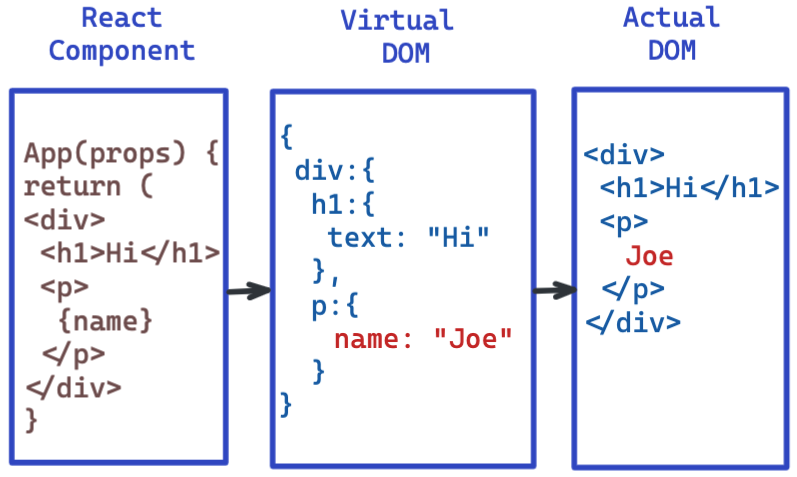 React
Component
Virtual
DOM
Actual
DOM
App(props) {
return (
<div>
<h1>Hi</h1>
<p>
{name}
</p>
</div>
}
{
div:{
h1:{
text: "Hi"
},
p:{
name: "Joe"
}
}
<div>
<h1>Hi</h1>
<p>
Joe
</p>
</div>